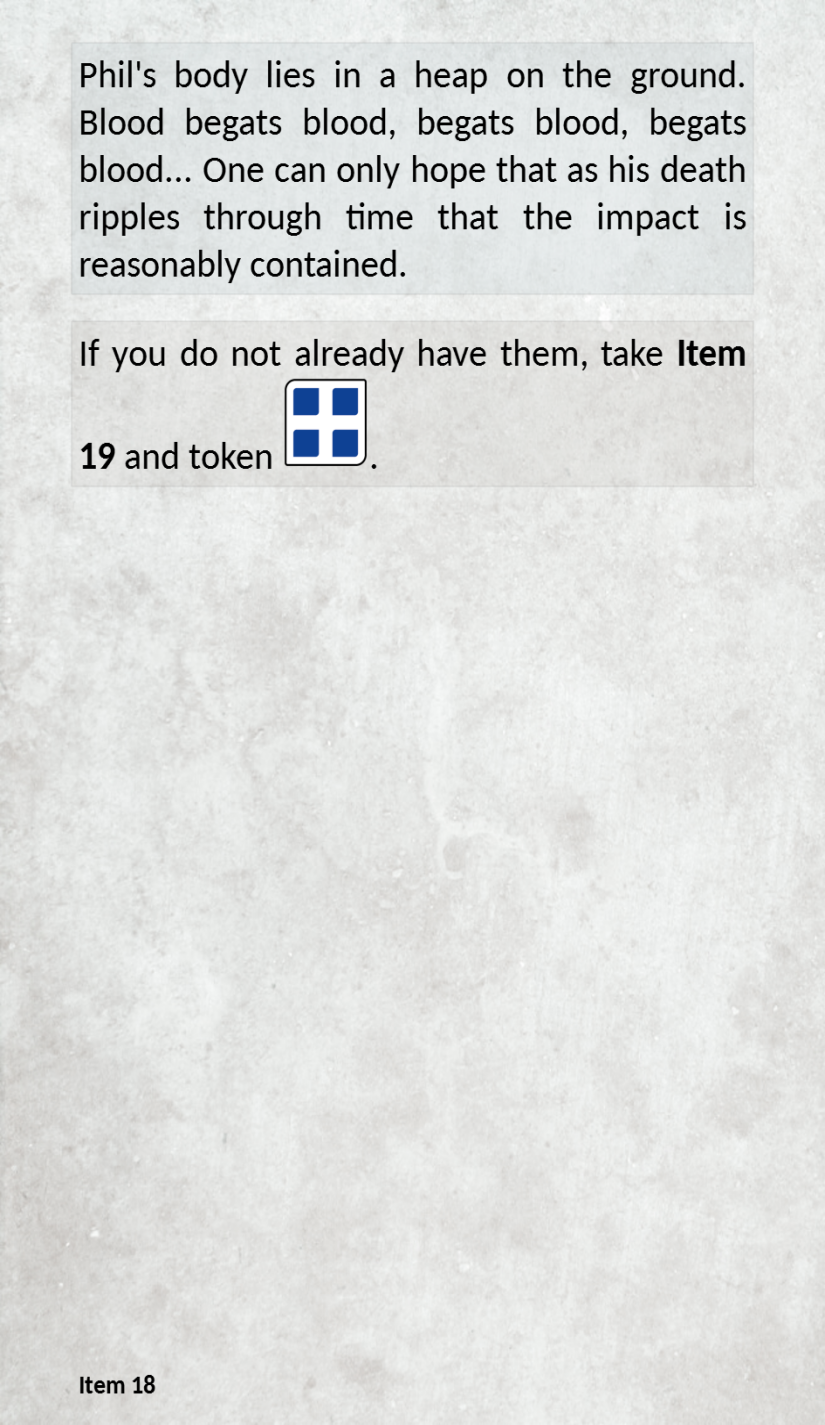 Phil's body lies in a heap on the ground.
Blood begats blood, begats blood, begats
blood... One can only hope that as his death
ripples through time that the impact is
reasonably contained.
If you do not already have them, take Item
19 and token .
Item 18